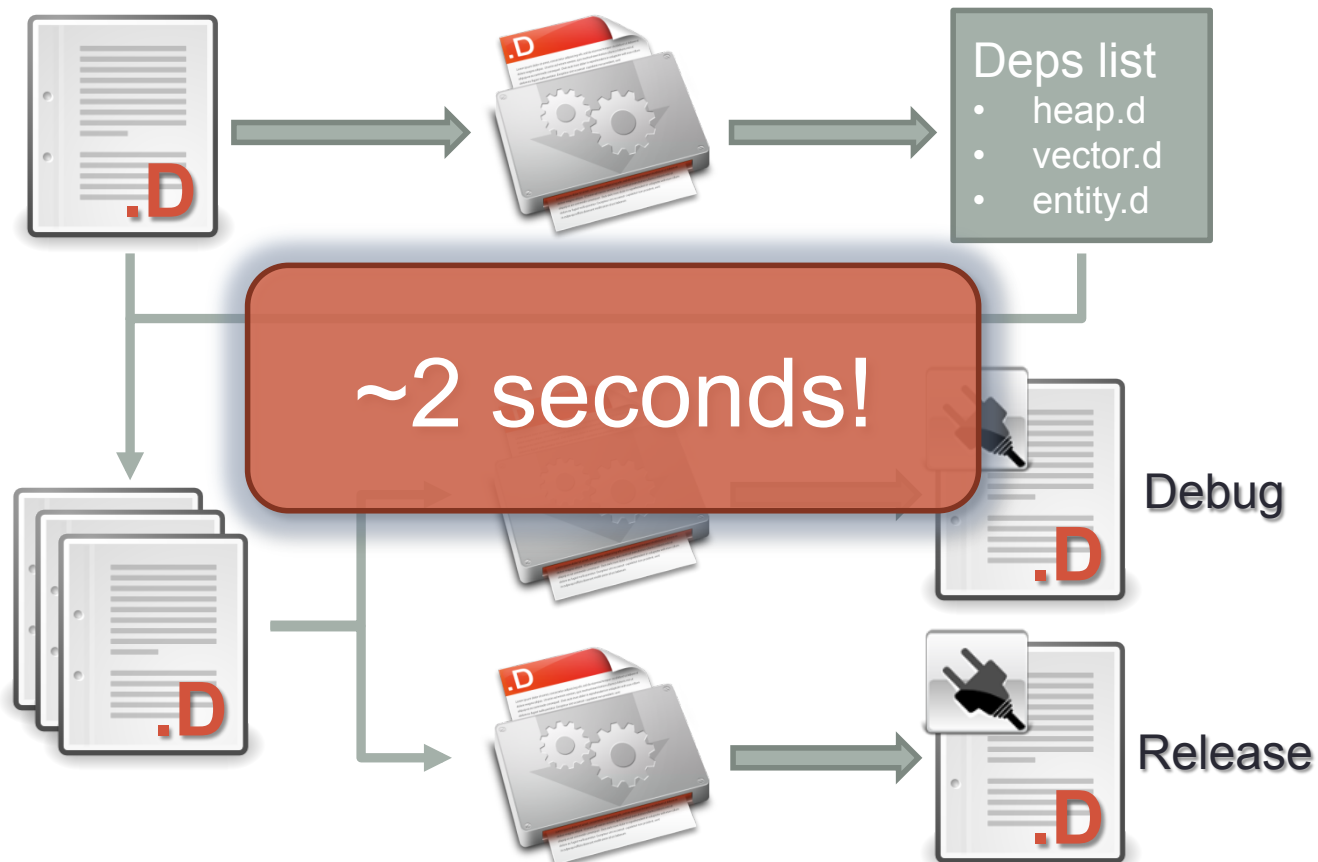 .D
.D
Deps list
• heap.d
• vector.d
• entity.d
~2 seconds!
Debug
.D
.D
.D
Release
.D